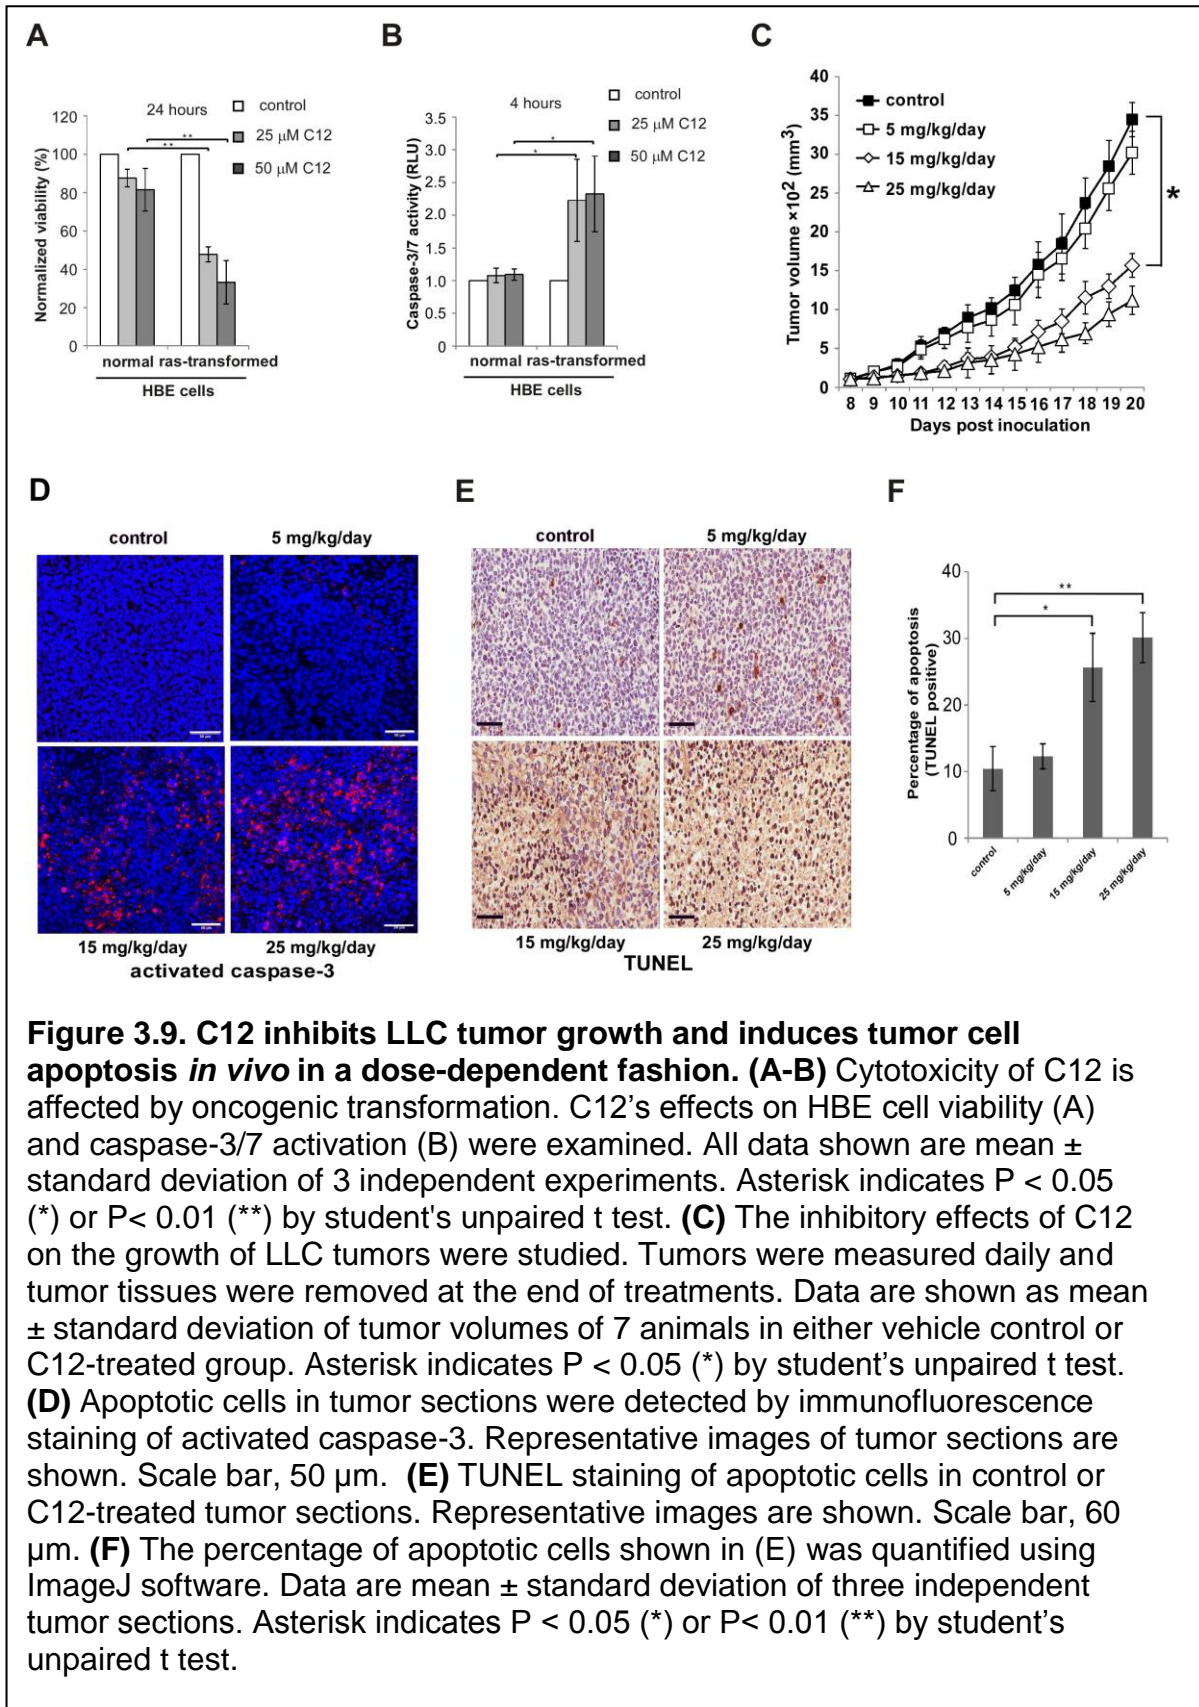 A
24 hours
control
25 µM C12
50 µM C12
**
**
Normalized viability (%)
120
100
80
60
40
20
0
normal ras-transformed
HBE cells
B
4 hours
control
25 µM C12
50 µM C12
*
*
Caspase-3/7 activity (RLU)
3.5
3.0
2.5
2.0
1.5
1.0
0.5
0
normal ras-transformed
HBE cells
C
control
5 mg/kg/day
15 mg/kg/day
25 mg/kg/day
*
Tumor volume ×10² (mm³)
40
35
30
25
20
15
10
5
0
8 9 10 11 12 13 14 15 16 17 18 19 20
Days post inoculation
D
control 5 mg/kg/day
15 mg/kg/day 25 mg/kg/day
activated caspase-3
E
control 5 mg/kg/day
15 mg/kg/day 25 mg/kg/day
TUNEL
F
**
*
Percentage of apoptosis
(TUNEL positive)
40
30
20
10
0
control
5 mg/kg/day
15 mg/kg/day
25 mg/kg/day
Figure 3.9. C12 inhibits LLC tumor growth and induces tumor cell
apoptosis in vivo in a dose-dependent fashion. (A-B) Cytotoxicity of C12 is
affected by oncogenic transformation. C12’s effects on HBE cell viability (A)
and caspase-3/7 activation (B) were examined. All data shown are mean ±
standard deviation of 3 independent experiments. Asterisk indicates P < 0.05
(*) or P< 0.01 (**) by student's unpaired t test. (C) The inhibitory effects of C12
on the growth of LLC tumors were studied. Tumors were measured daily and
tumor tissues were removed at the end of treatments. Data are shown as mean
± standard deviation of tumor volumes of 7 animals in either vehicle control or
C12-treated group. Asterisk indicates P < 0.05 (*) by student’s unpaired t test.
(D) Apoptotic cells in tumor sections were detected by immunofluorescence
staining of activated caspase-3. Representative images of tumor sections are
shown. Scale bar, 50 µm. (E) TUNEL staining of apoptotic cells in control or
C12-treated tumor sections. Representative images are shown. Scale bar, 60
µm. (F) The percentage of apoptotic cells shown in (E) was quantified using
ImageJ software. Data are mean ± standard deviation of three independent
tumor sections. Asterisk indicates P < 0.05 (*) or P< 0.01 (**) by student’s
unpaired t test.